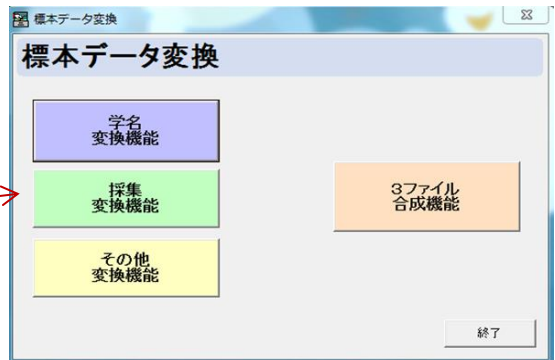 標本データ変換
標本データ変換
学名
変換機能
採集
変換機能
3ファイル
合成機能
その他
変換機能
終了